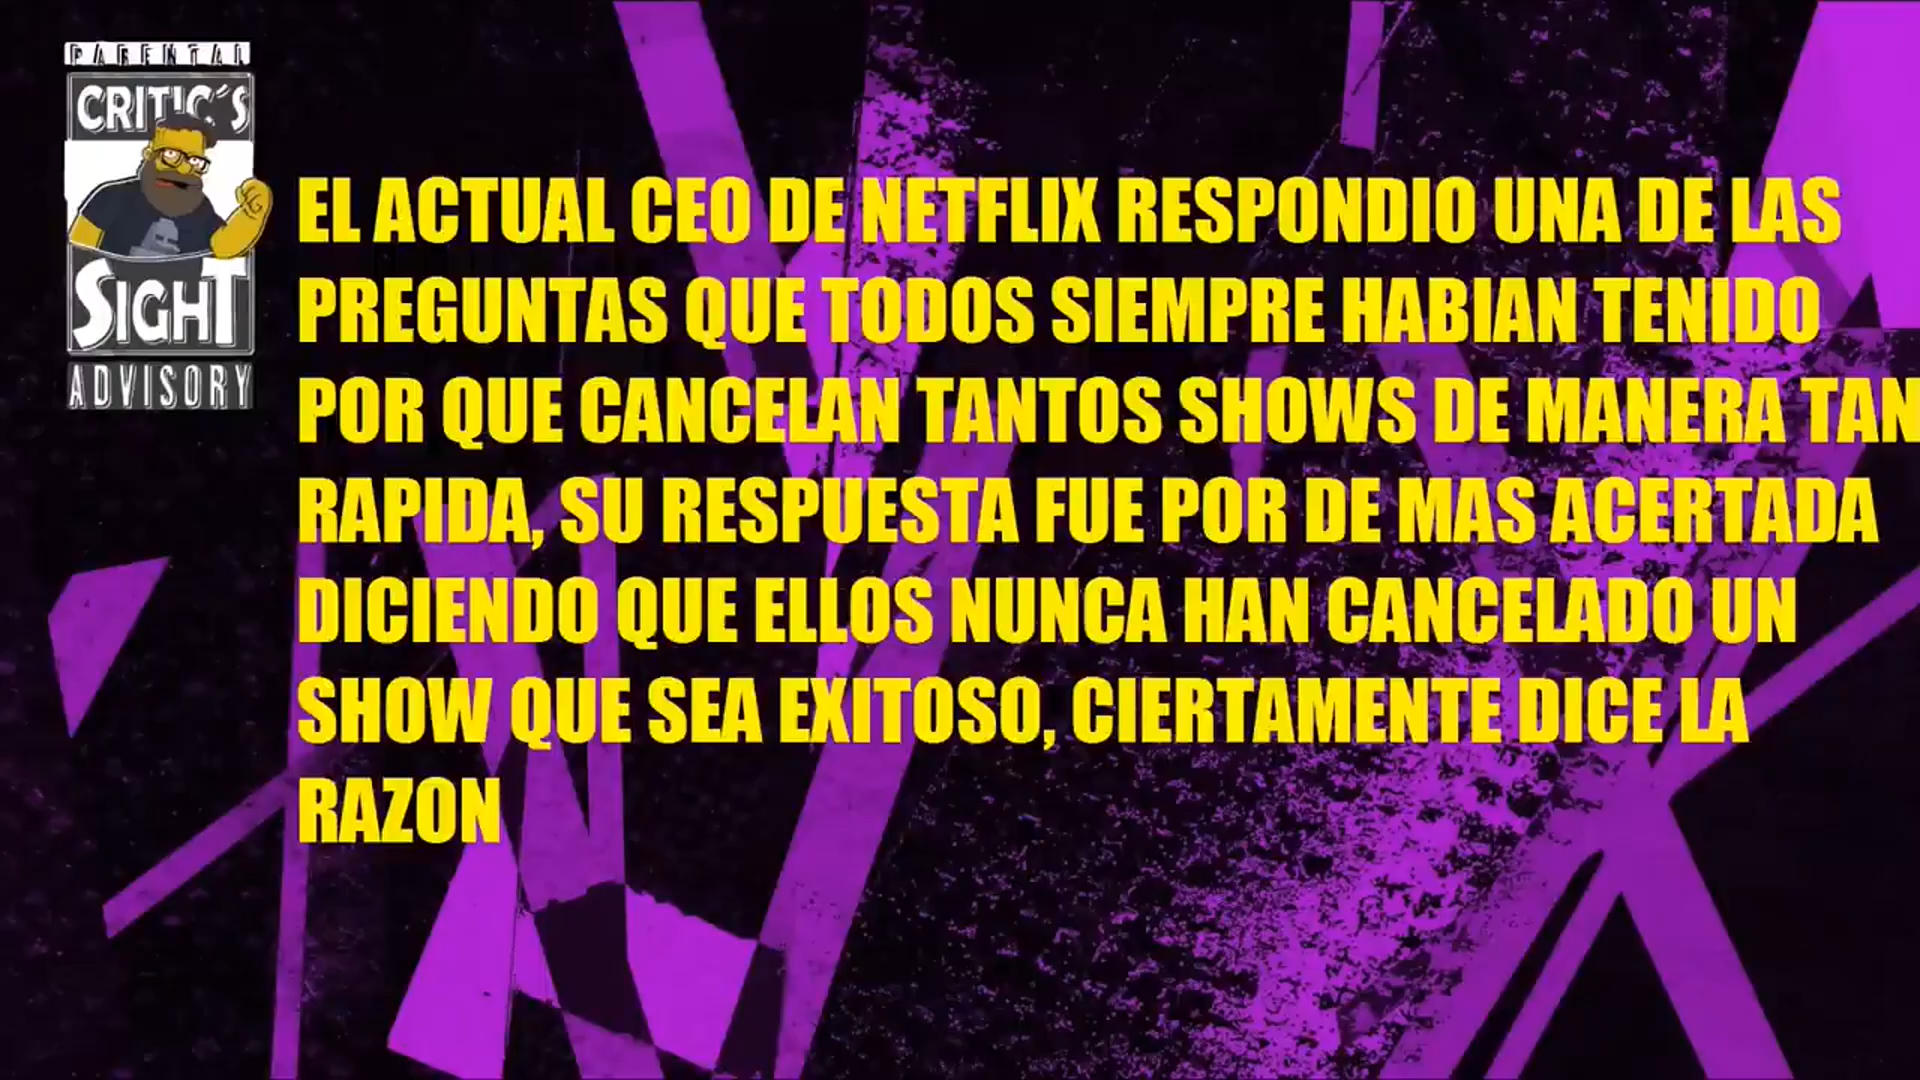 PARENTAL
CRITIC´S
SIGHT
ADVISORY
EL ACTUAL CEO DE NETFLIX RESPONDIO UNA DE LAS
PREGUNTAS QUE TODOS SIEMPRE HABIAN TENIDO
POR QUE CANCELAN TANTOS SHOWS DE MANERA TAN
RAPIDA, SU RESPUESTA FUE POR DE MAS ACERTADA
DICIENDO QUE ELLOS NUNCA HAN CANCELADO UN
SHOW QUE SEA EXITOSO, CIERTAMENTE DICE LA
RAZON